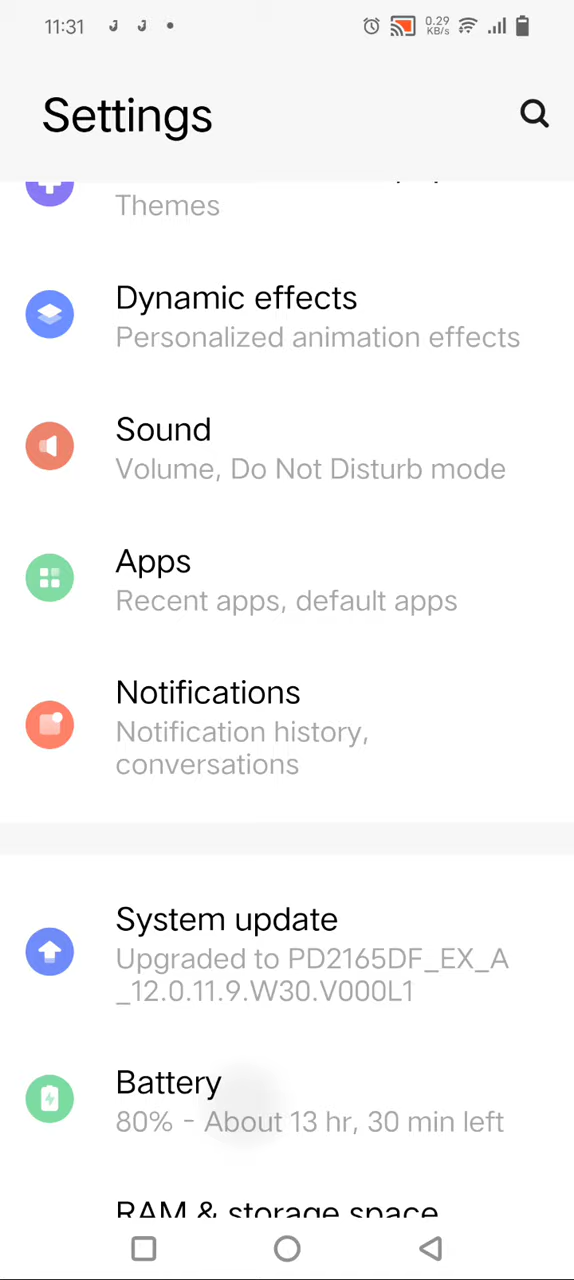 11:31
0.29
KB/s
Settings
Themes
Dynamic effects
Personalized animation effects
Sound
Volume, Do Not Disturb mode
Apps
Recent apps, default apps
Notifications
Notification history,
conversations
System update
Upgraded to PD2165DF_EX_A
_12.0.11.9.W30.V000L1
Battery
80% - About 13 hr, 30 min left
RAM & storage space